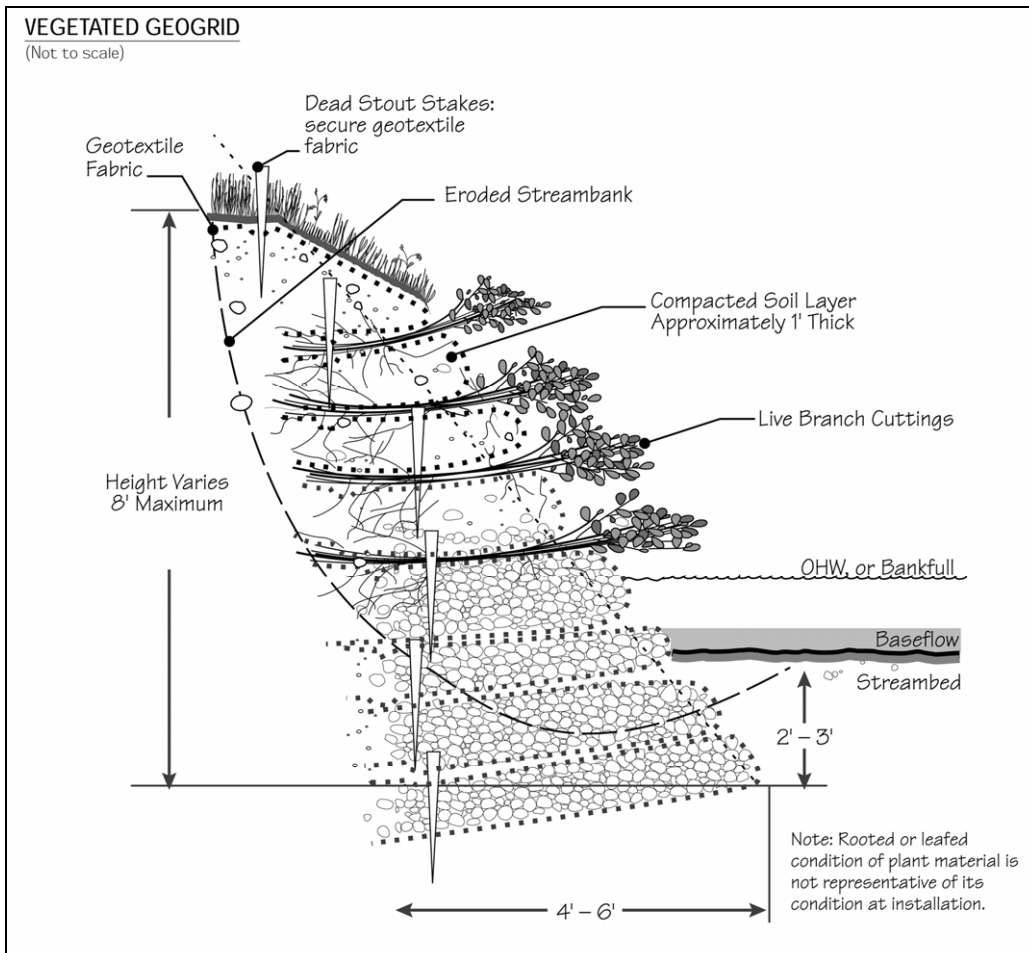 VEGETATED GEOGRID
(Not to scale)
Dead Stout Stakes:
secure geotextile
fabric
Geotextile
Fabric
Eroded Streambank
Compacted Soil Layer
Approximately 1' Thick
Live Branch Cuttings
Height Varies
8' Maximum
OHW, or Bankfull
Baseflow
Streambed
2' – 3'
Note: Rooted or leafed
condition of plant material is
not representative of its
condition at installation.
4' – 6'